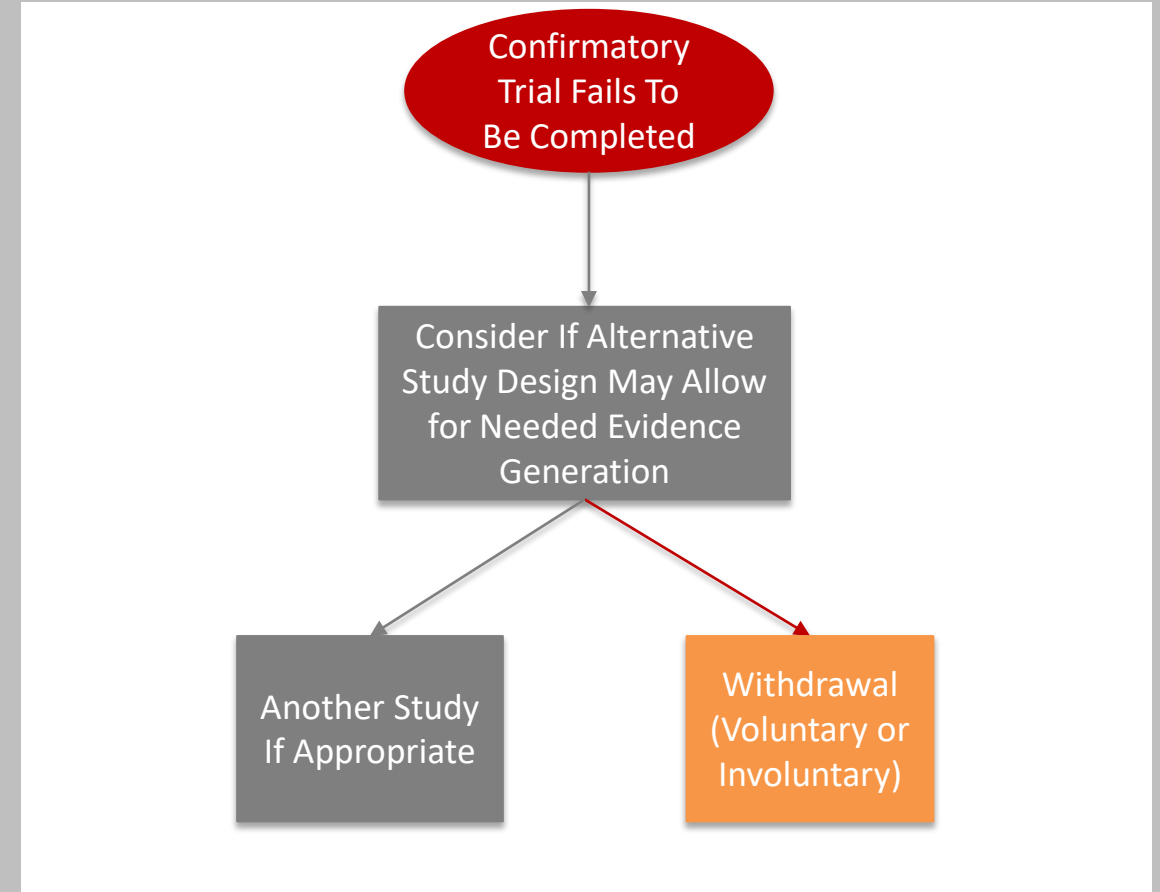 Confirmatory
Trial Fails To
Be Completed
Consider If Alternative
Study Design May Allow
for Needed Evidence
Generation
Another Study
If Appropriate
Withdrawal
(Voluntary or
Involuntary)